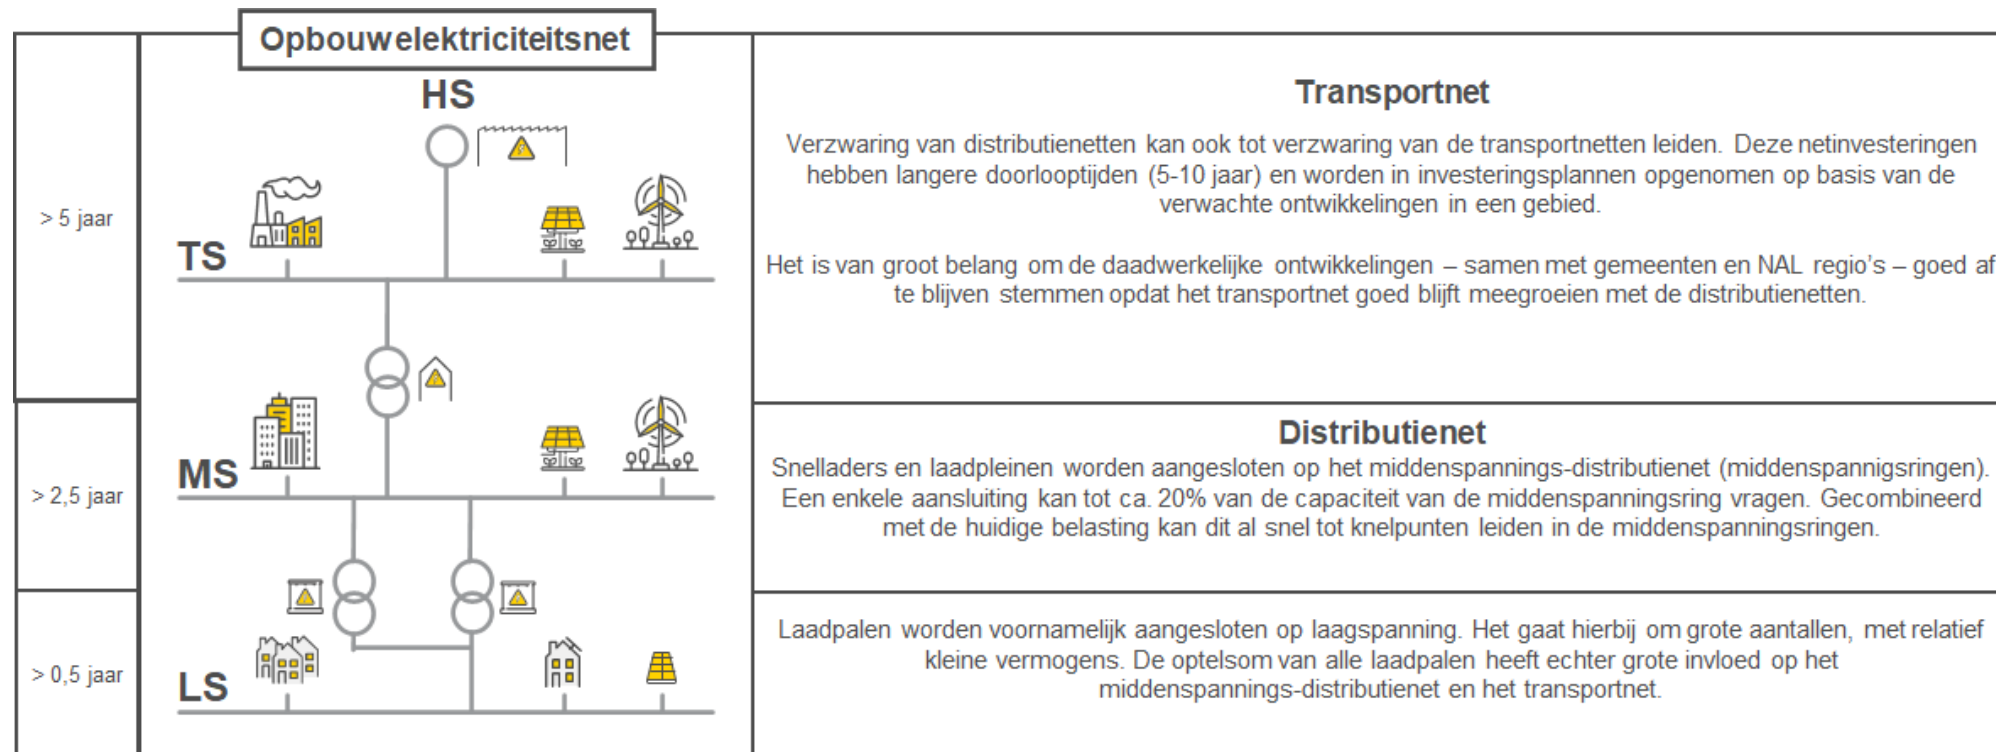 Opbouw elektriciteitsnet
HS
> 5 jaar
TS
Transportnet
Verzwaring van distributienetten kan ook tot verzwaring van de transportnetten leiden. Deze netinvesteringen
hebben langere doorlooptijden (5-10 jaar) en worden in investeringsplannen opgenomen op basis van de
verwachte ontwikkelingen in een gebied.
Het is van groot belang om de daadwerkelijke ontwikkelingen – samen met gemeenten en NAL regio's – goed af
te blijven stemmen opdat het transportnet goed blijft meegroeien met de distributienetten.
> 2,5 jaar
MS
Distributienet
Snelladers en laadpleinen worden aangesloten op het middenspannings-distributienet (middenspannigsringen).
Een enkele aansluiting kan tot ca. 20% van de capaciteit van de middenspanningsring vragen. Gecombineerd
met de huidige belasting kan dit al snel tot knelpunten leiden in de middenspanningsringen.
> 0,5 jaar
LS
Laadpalen worden voornamelijk aangesloten op laagspanning. Het gaat hierbij om grote aantallen, met relatief
kleine vermogens. De optelsom van alle laadpalen heeft echter grote invloed op het
middenspannings-distributienet en het transportnet.